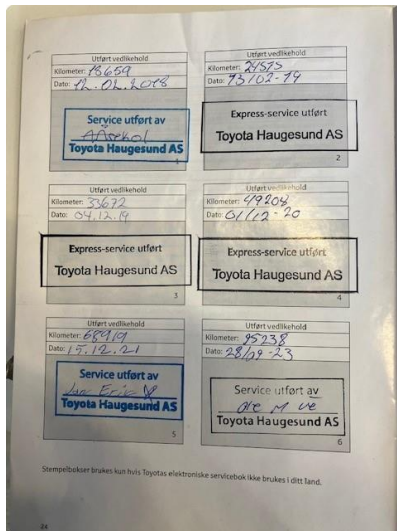 Utført vedlikehold
Kilometer: 18659
Dato: 12.02.2018
Service utført av
Toyota Haugesund AS
1
Utført vedlikehold
Kilometer: 24575
Dato: 13/02-19
Express-service utført
Toyota Haugesund AS
2
Utført vedlikehold
Kilometer: 33672
Dato: 04.12.19
Express-service utført
Toyota Haugesund AS
3
Utført vedlikehold
Kilometer: 49208
Dato: 01/12-20
Express-service utført
Toyota Haugesund AS
4
Utført vedlikehold
Kilometer: 68919
Dato: 15.12.21
Service utført av
Jan Erik
Toyota Haugesund AS
5
Utført vedlikehold
Kilometer: 95238
Dato: 28/09-23
Service utført av
Toyota Haugesund AS
6
Stempelbokser brukes kun hvis Toyotas elektroniske servicebok ikke brukes i ditt land.
24